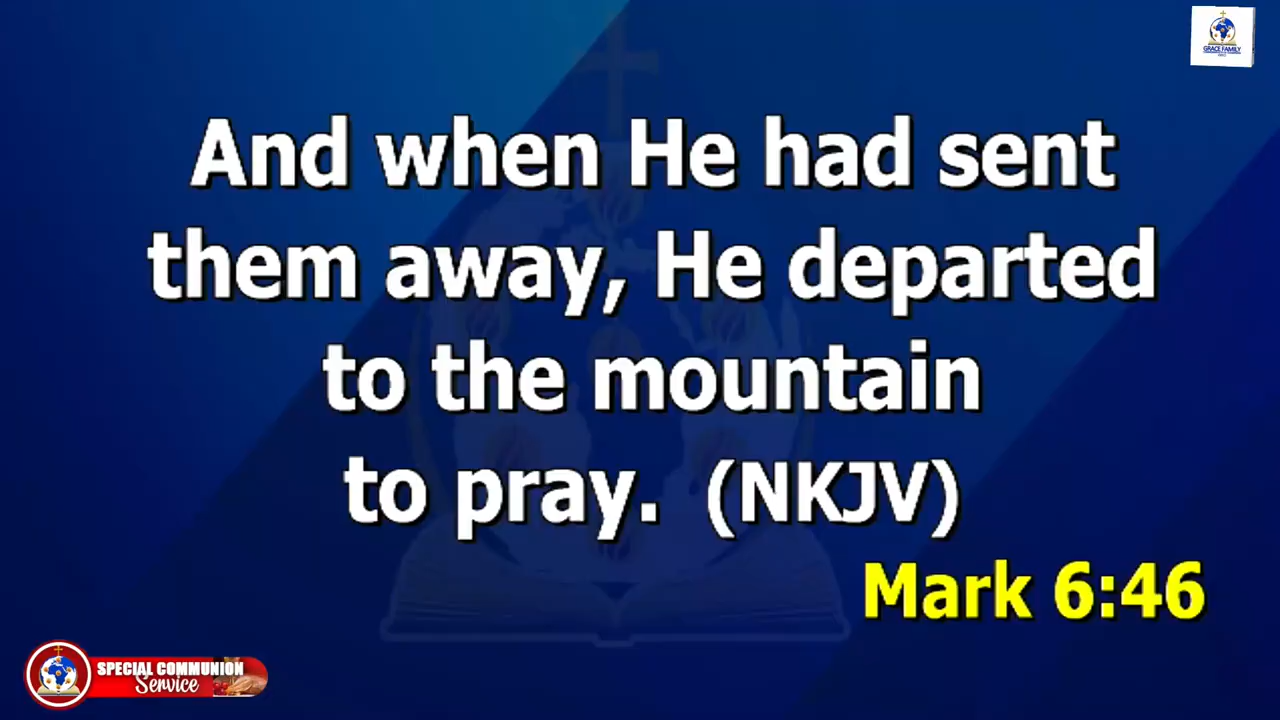 GRACE FAMILY
And when He had sent
them away, He departed
to the mountain
to pray. (NKJV)
Mark 6:46
SPECIAL COMMUNION
Service